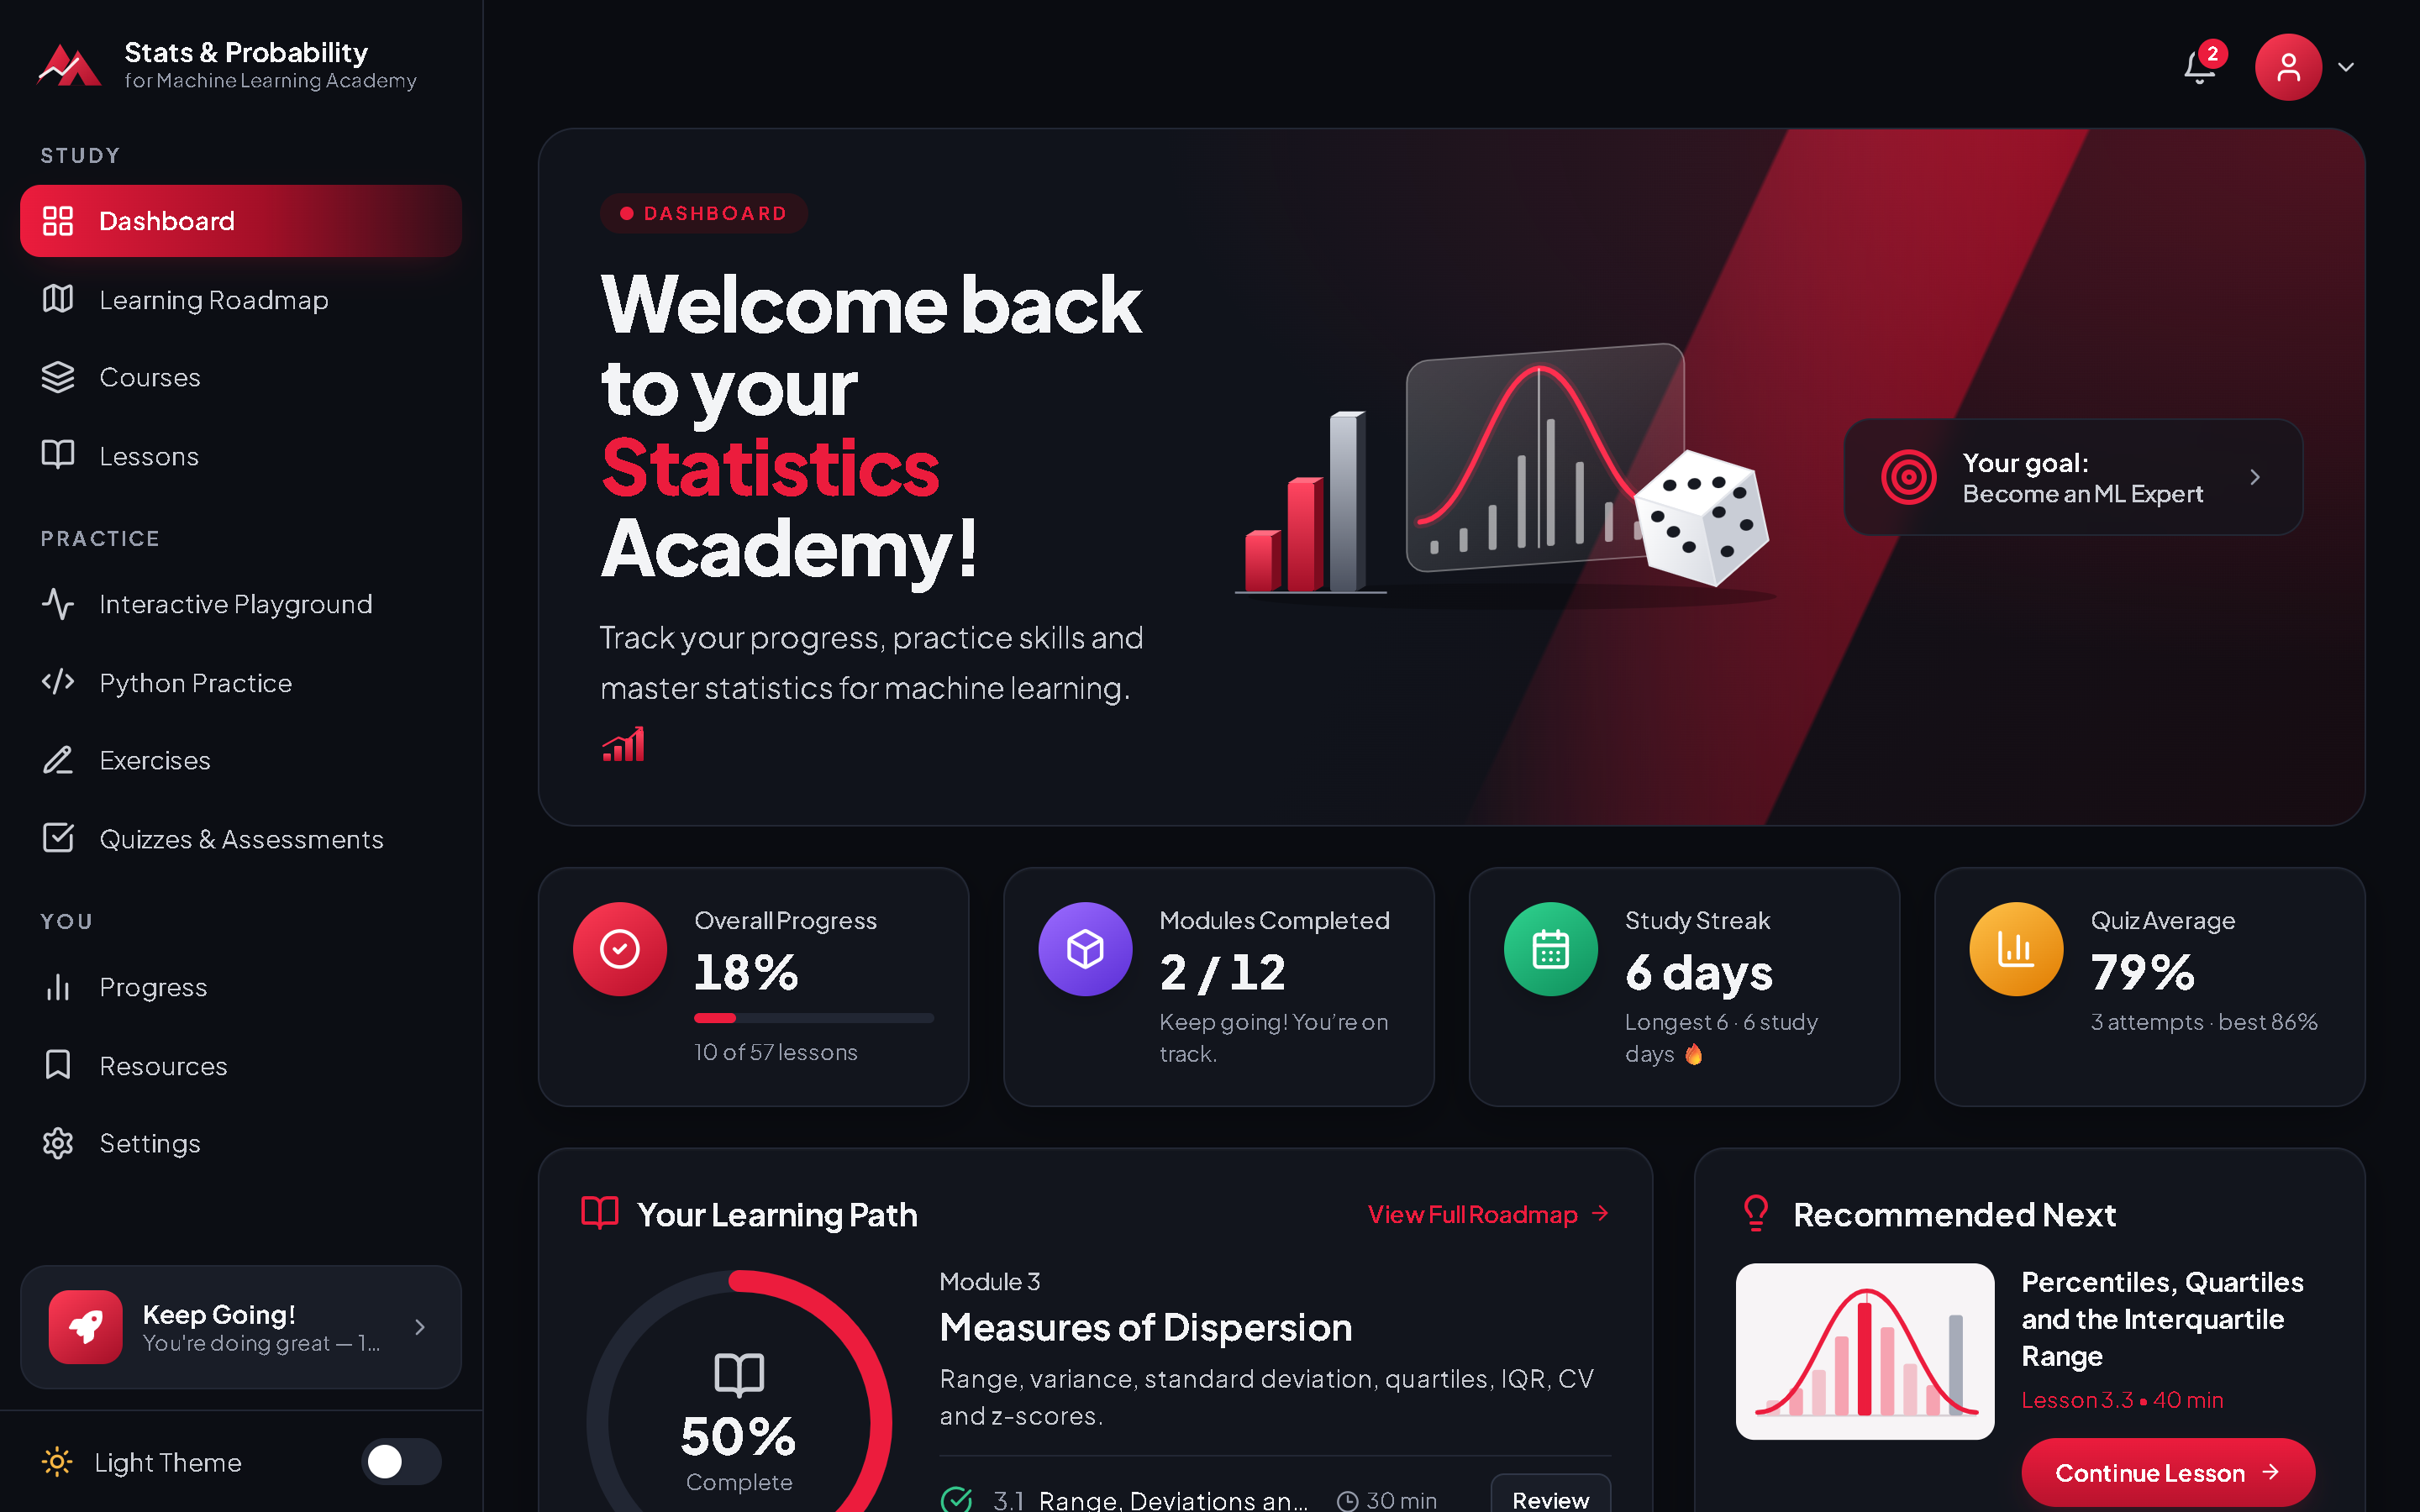 Stats & Probability
for Machine Learning Academy
STUDY
Dashboard
Learning Roadmap
Courses
Lessons
PRACTICE
Interactive Playground
Python Practice
Exercises
Quizzes & Assessments
YOU
Progress
Resources
Settings
Keep Going!
You're doing great — 1...
Light Theme
2
DASHBOARD
Welcome back
to your
Statistics
Academy!
Track your progress, practice skills and
master statistics for machine learning.
Your goal:
Become an ML Expert
Overall Progress
18%
10 of 57 lessons
Modules Completed
2 / 12
Keep going! You’re on
track.
Study Streak
6 days
Longest 6 · 6 study
days 🔥
Quiz Average
79%
3 attempts · best 86%
Your Learning Path
View Full Roadmap →
50%
Complete
Module 3
Measures of Dispersion
Range, variance, standard deviation, quartiles, IQR, CV
and z-scores.
3.1 Range, Deviations an... 30 min Review
Recommended Next
Percentiles, Quartiles
and the Interquartile
Range
Lesson 3.3 • 40 min
Continue Lesson →